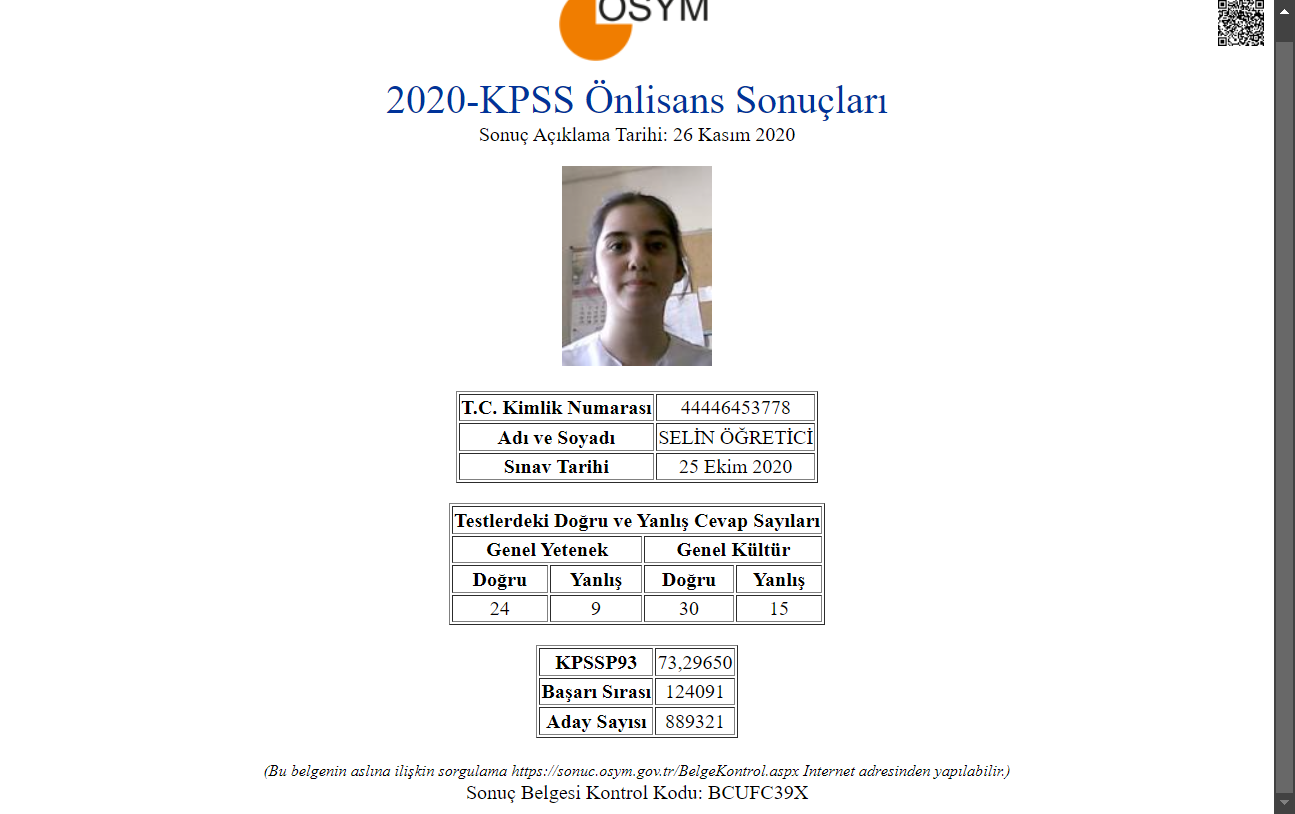 ÖSYM
2020-KPSS Önlisans Sonuçları
Sonuç Açıklama Tarihi: 26 Kasım 2020
T.C. Kimlik Numarası 44446453778
Adı ve Soyadı SELİN ÖĞRETİCİ
Sınav Tarihi 25 Ekim 2020
Testlerdeki Doğru ve Yanlış Cevap Sayıları
Genel Yetenek Genel Kültür
Doğru Yanlış Doğru Yanlış
24 9 30 15
KPSSP93 73,29650
Başarı Sırası 124091
Aday Sayısı 889321
(Bu belgenin aslına ilişkin sorgulama https://sonuc.osym.gov.tr/BelgeKontrol.aspx Internet adresinden yapılabilir.)
Sonuç Belgesi Kontrol Kodu: BCUFC39X